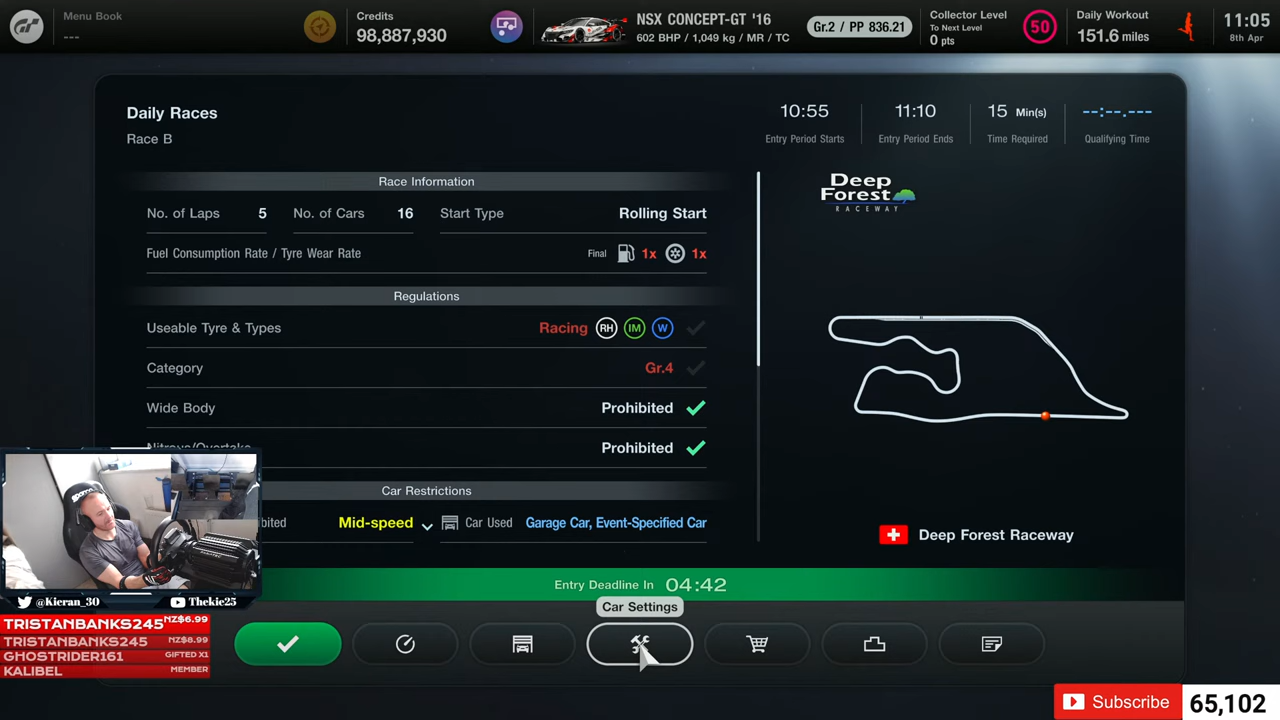 Menu Book
---
Credits
98,887,930
NSX CONCEPT-GT '16
602 BHP / 1,049 kg / MR / TC
Gr.2 / PP 836.21
Collector Level
To Next Level
0 pts
50
Daily Workout
151.6 miles
11:05
8th Apr
Daily Races
Race B
10:55
Entry Period Starts
11:10
Entry Period Ends
15 Min(s)
Time Required
--:--.---
Qualifying Time
Race Information
No. of Laps 5
No. of Cars 16
Start Type Rolling Start
Fuel Consumption Rate / Tyre Wear Rate Final 1x 1x
Regulations
Useable Tyre & Types Racing RH IM W
Category Gr.4
Wide Body Prohibited
Nitrous/Overtake Prohibited
Car Restrictions
Mid-speed
Car Used Garage Car, Event-Specified Car
Deep
Forest
RACEWAY
Deep Forest Raceway
Entry Deadline In 04:42
Car Settings
@Kieran_30 Thekie25
TRISTANBANKS245 NZ$6.99
TRISTANBANKS245 NZ$8.99
GHOSTRIDER161 GIFTED X1
KALIBEL MEMBER
Subscribe 65,102